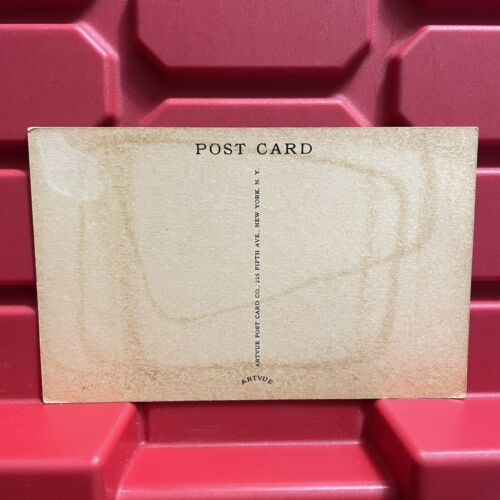 POST CARD
ARTVUE POST CARD CO., 225 FIFTH AVE., NEW YORK, N. Y.
ARTVUE